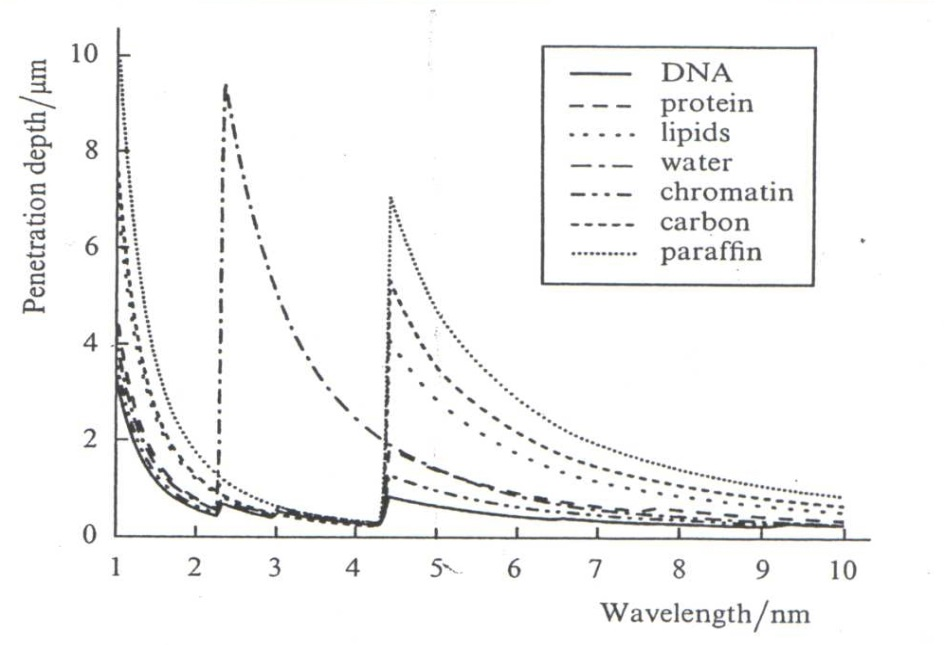 10
8
6
4
2
0
Penetration depth/μm
DNA
protein
lipids
water
chromatin
carbon
paraffin
1 2 3 4 5 6 7 8 9 10
Wavelength/nm